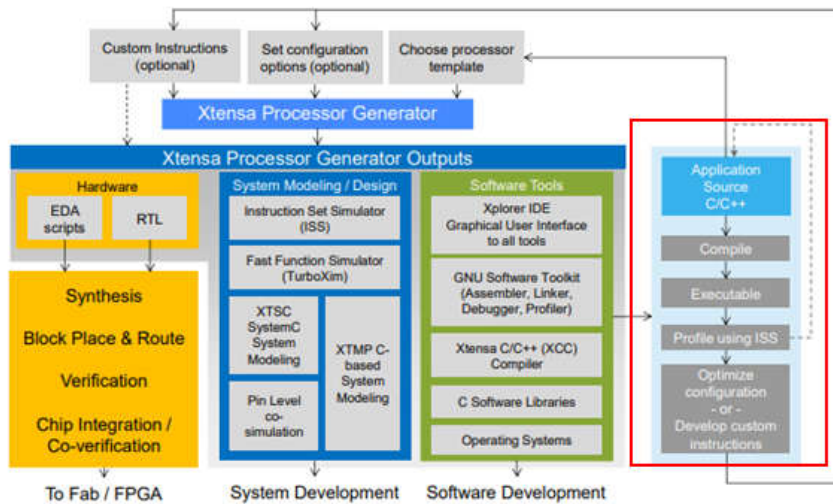 Custom Instructions
(optional)
Set configuration
options (optional)
Choose processor
template
Xtensa Processor Generator
Xtensa Processor Generator Outputs
Hardware
EDA
scripts
RTL
Synthesis
Block Place & Route
Verification
Chip Integration /
Co-verification
To Fab / FPGA
System Modeling / Design
Instruction Set Simulator
(ISS)
Fast Function Simulator
(TurboXim)
XTSC
SystemC
System
Modeling
Pin Level
co-
simulation
XTMP C-
based
System
Modeling
System Development
Software Tools
Xplorer IDE
Graphical User Interface
to all tools
GNU Software Toolkit
(Assembler, Linker,
Debugger, Profiler)
Xtensa C/C++ (XCC)
Compiler
C Software Libraries
Operating Systems
Software Development
Application
Source
C/C++
Compile
Executable
Profile using ISS
Optimize
configuration
- or -
Develop custom
instructions